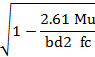 √(1 − 2.61 Mu / bd2 fc)